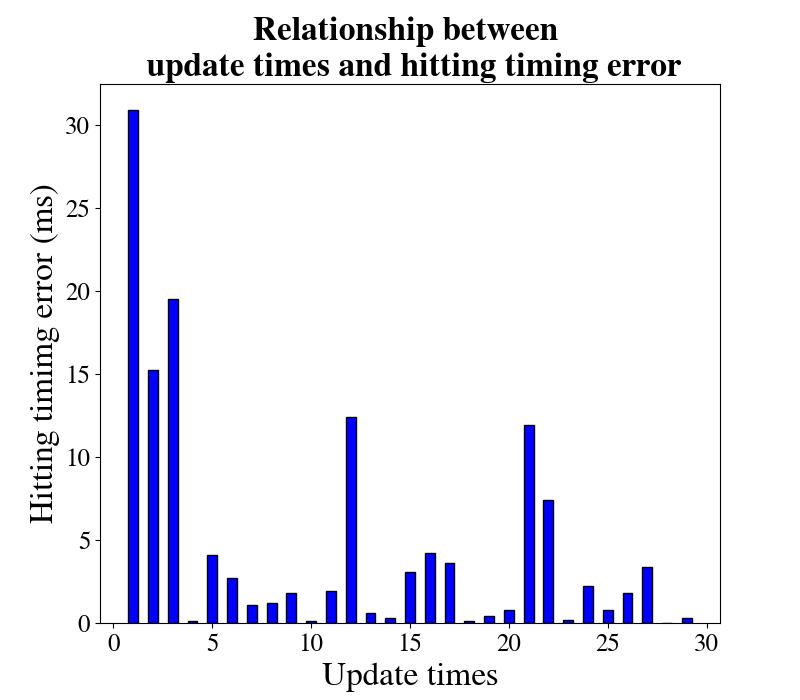 Relationship between
update times and hitting timing error
Hitting timimg error (ms)
30
25
20
15
10
5
0
0 5 10 15 20 25 30
Update times